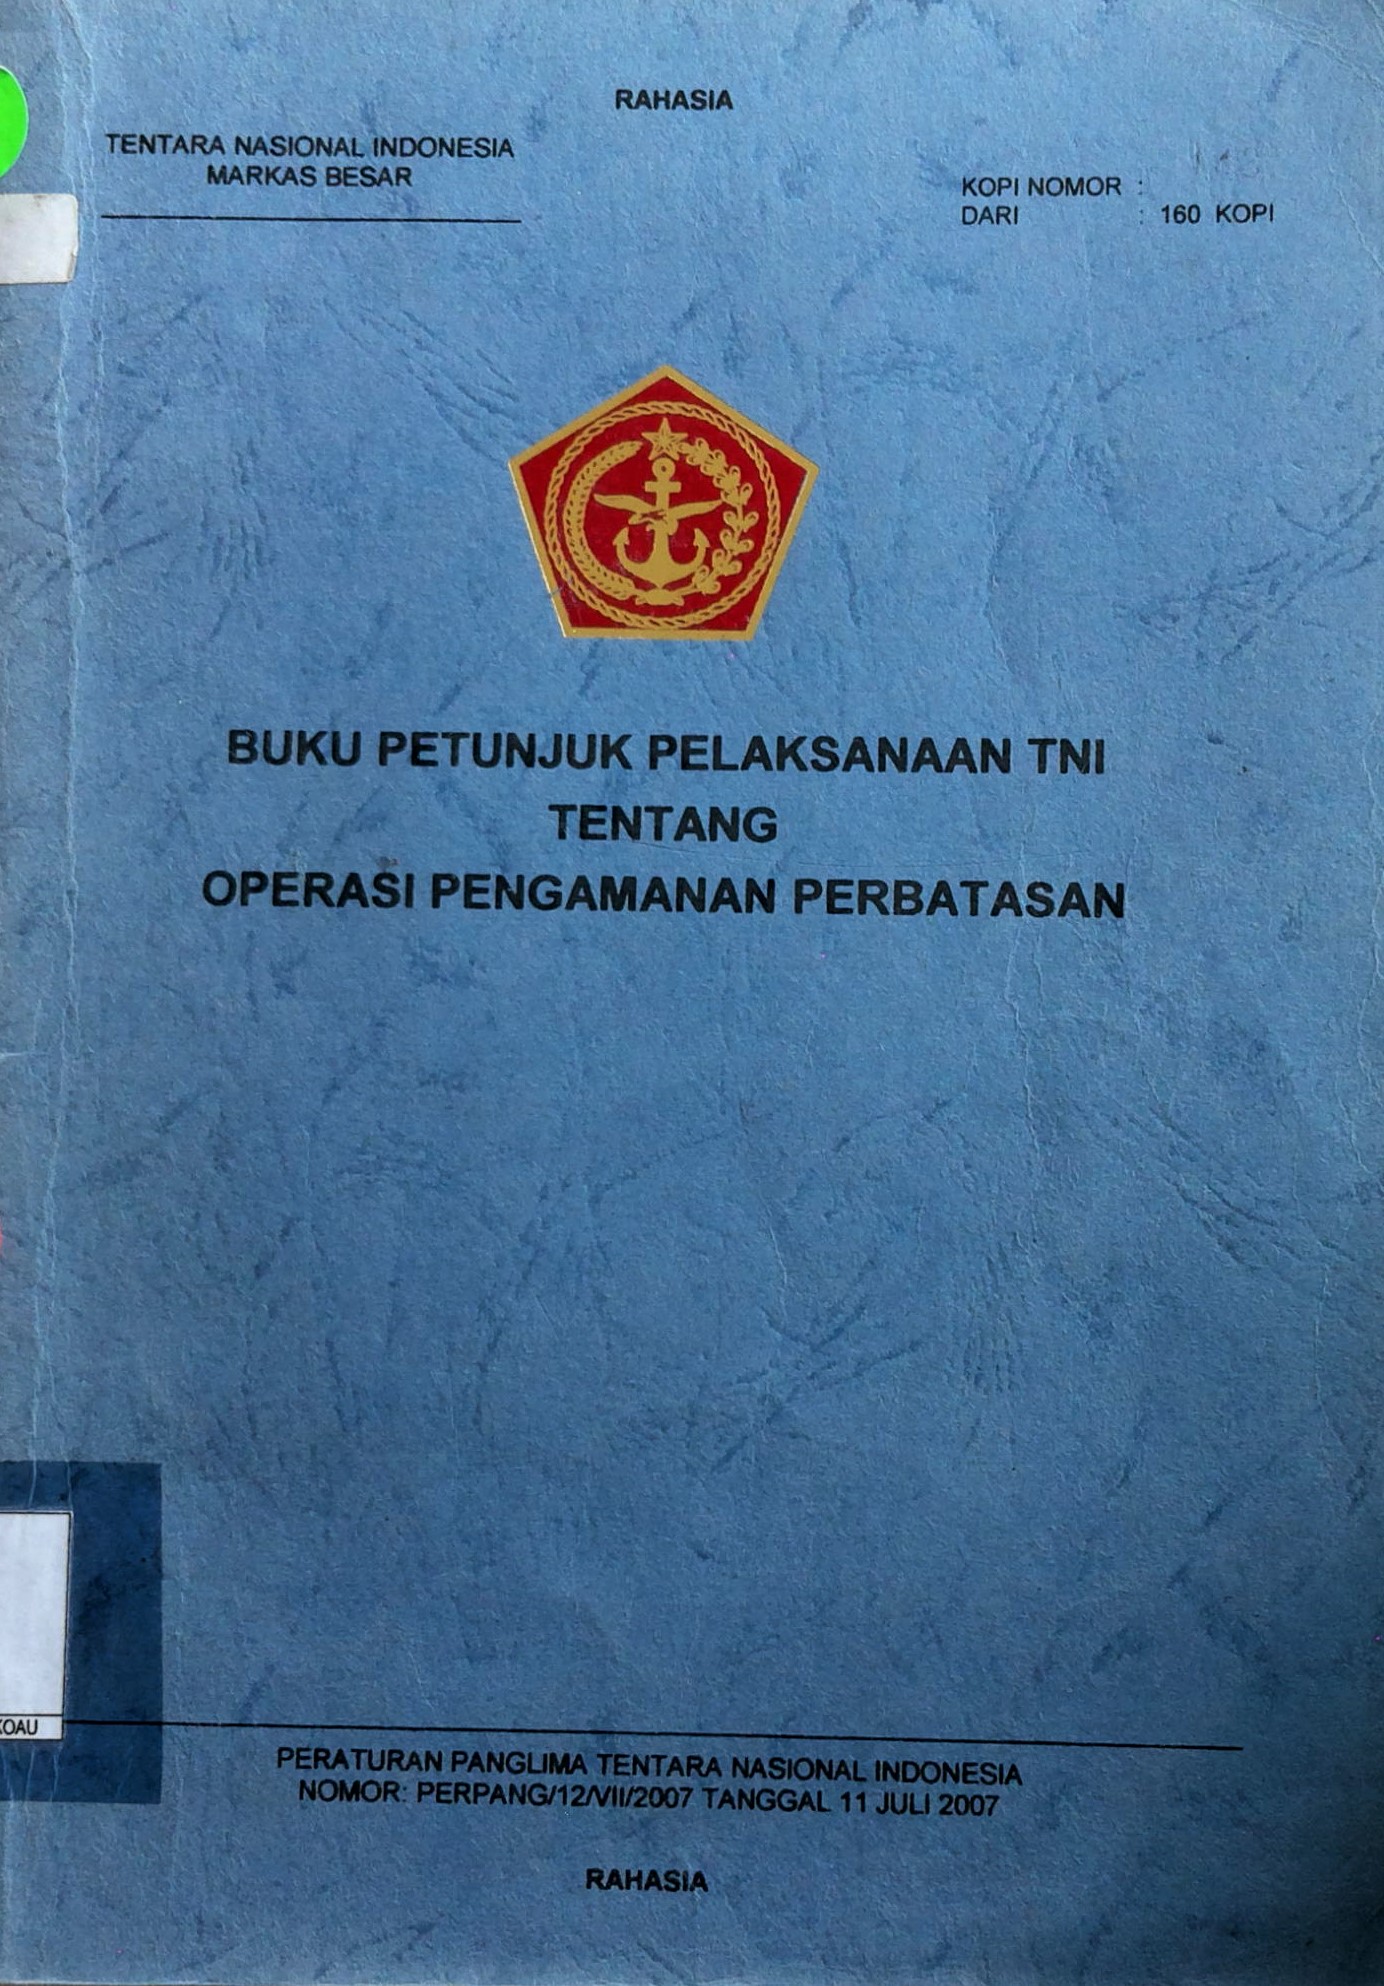 RAHASIA
TENTARA NASIONAL INDONESIA
MARKAS BESAR
KOPI NOMOR :
DARI : 160 KOPI
BUKU PETUNJUK PELAKSANAAN TNI
TENTANG
OPERASI PENGAMANAN PERBATASAN
KOAU
PERATURAN PANGLIMA TENTARA NASIONAL INDONESIA
NOMOR: PERPANG/12/VII/2007 TANGGAL 11 JULI 2007
RAHASIA